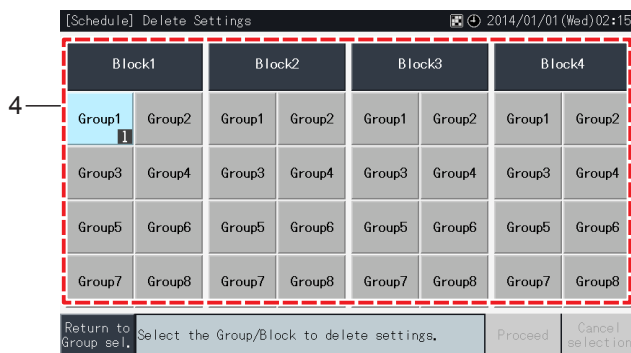 [Schedule] Delete Settings 2014/01/01(Wed)02:15
Block1 Block2 Block3 Block4
4
Group1 Group2 Group1 Group2 Group1 Group2 Group1 Group2
1
Group3 Group4 Group3 Group4 Group3 Group4 Group3 Group4
Group5 Group6 Group5 Group6 Group5 Group6 Group5 Group6
Group7 Group8 Group7 Group8 Group7 Group8 Group7 Group8
Return to
Group sel.
Select the Group/Block to delete settings.
Proceed
Cancel
selection